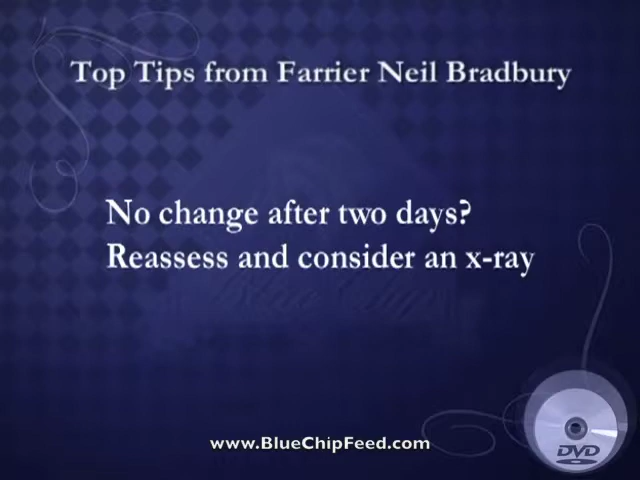 Top Tips from Farrier Neil Bradbury
No change after two days?
Reassess and consider an x-ray
www.BlueChipFeed.com
DVD